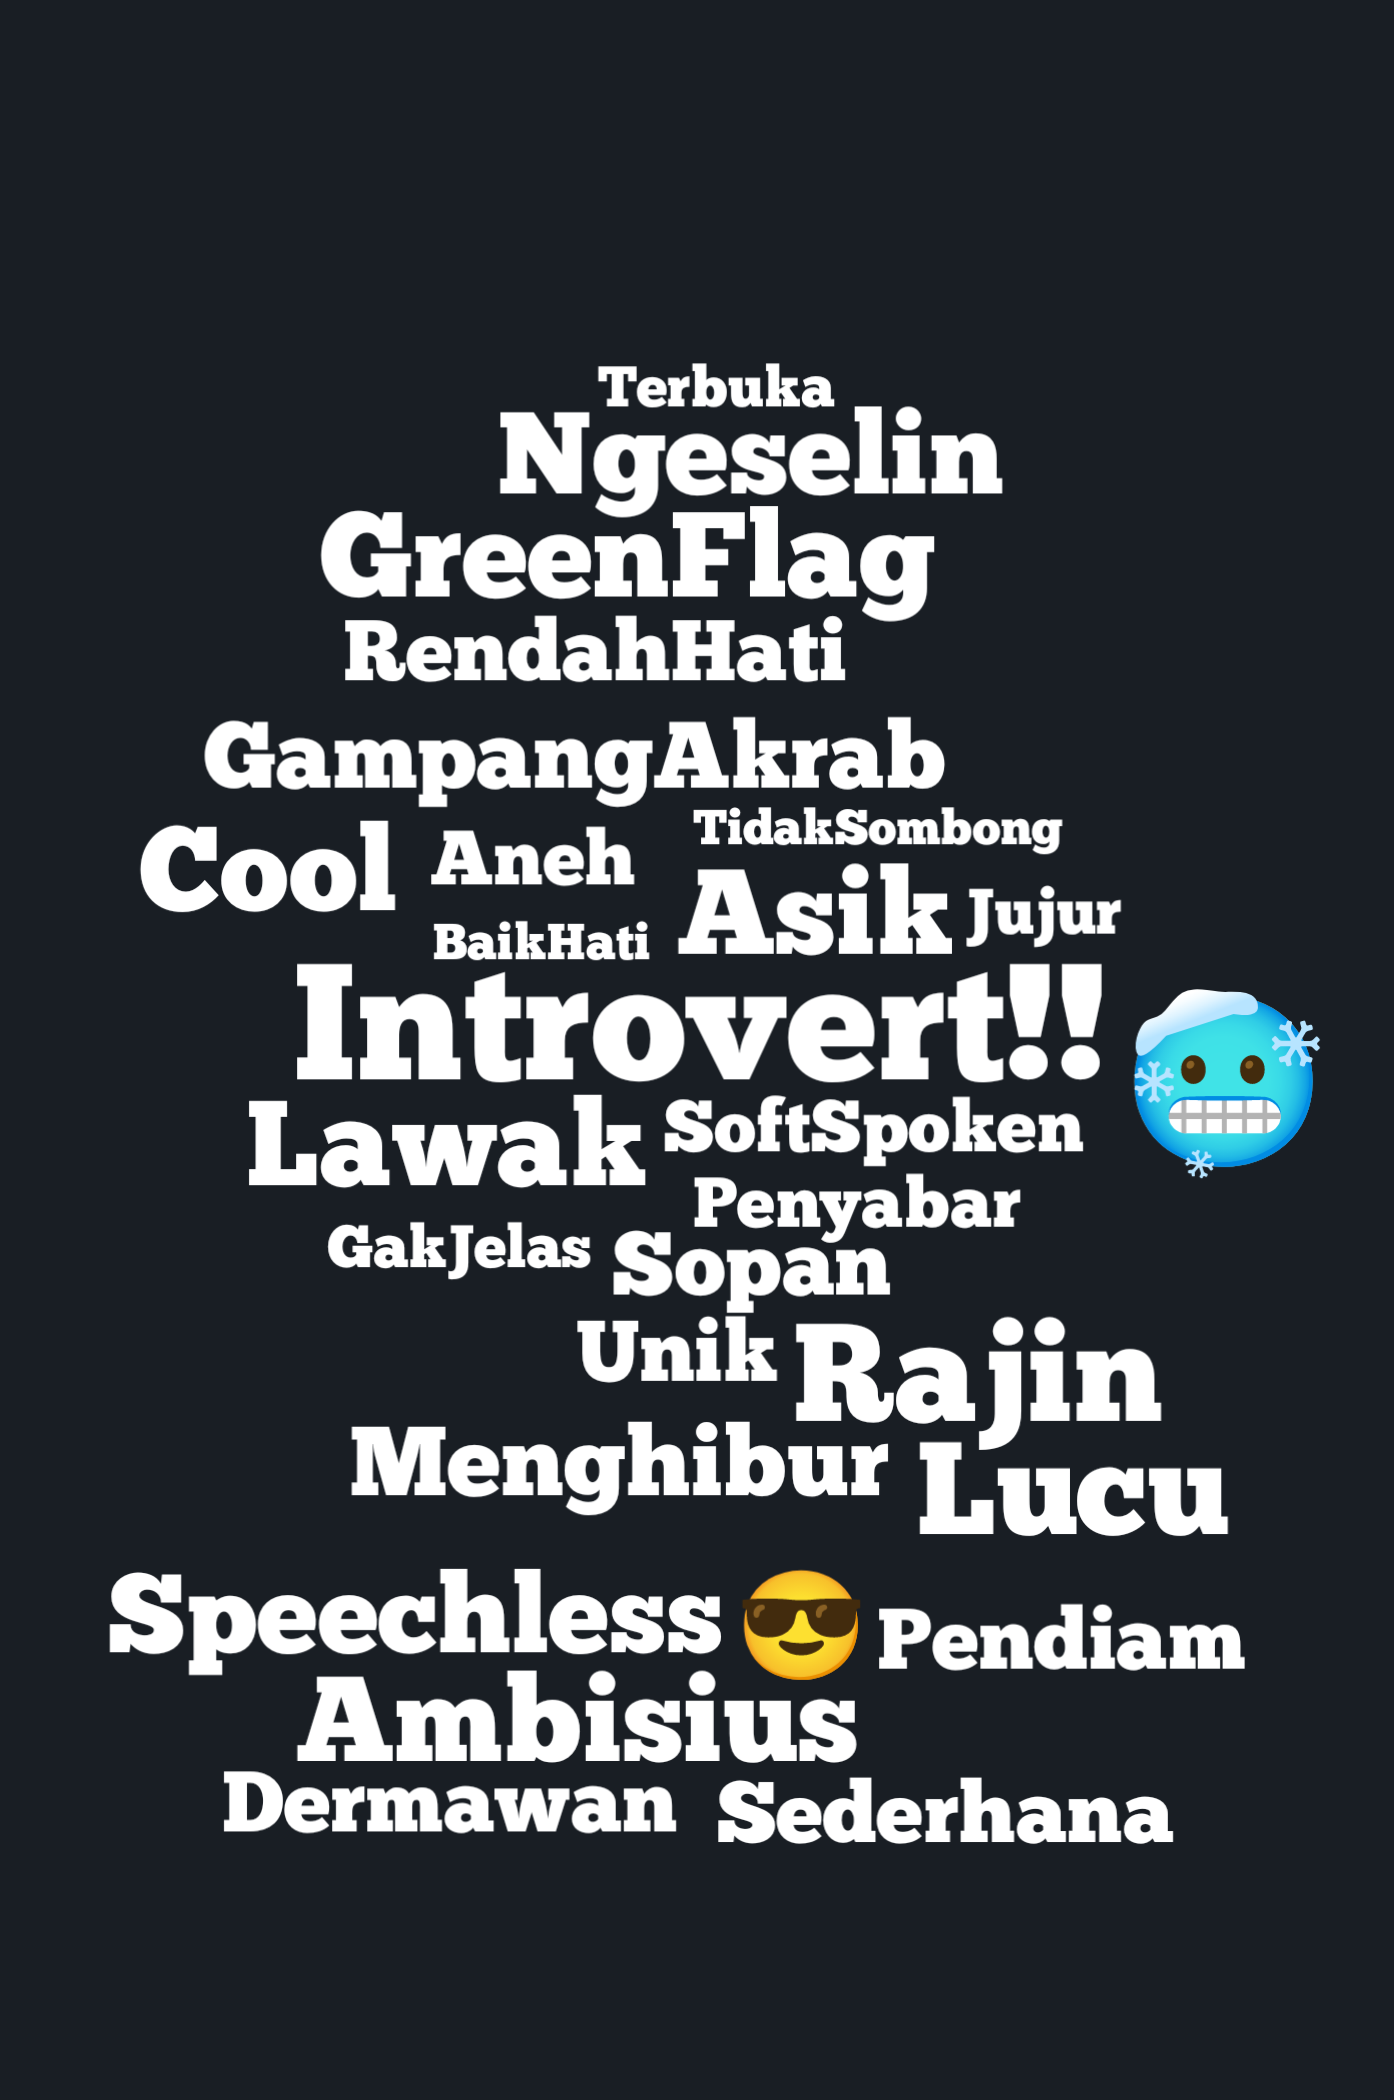 Terbuka
Ngeselin
GreenFlag
RendahHati
GampangAkrab
TidakSombong
Cool Aneh
Asik Jujur
BaikHati
Introvert!! 🥶
Lawak SoftSpoken
Penyabar
GakJelas Sopan
Unik Rajin
Menghibur Lucu
Speechless 😎 Pendiam
Ambisius
Dermawan Sederhana